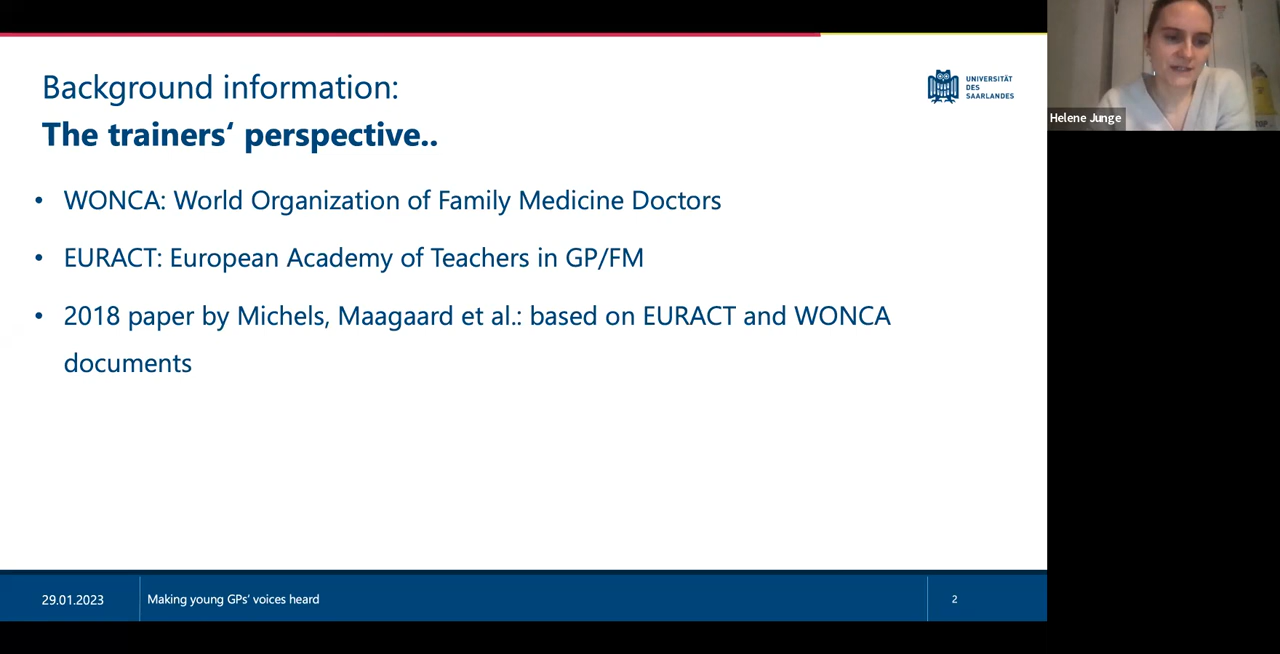 Background information:
The trainers‘ perspective..
UNIVERSITÄT
DES
SAARLANDES
Helene Junge
• WONCA: World Organization of Family Medicine Doctors
• EURACT: European Academy of Teachers in GP/FM
• 2018 paper by Michels, Maagaard et al.: based on EURACT and WONCA
documents
29.01.2023
Making young GPs’ voices heard
2